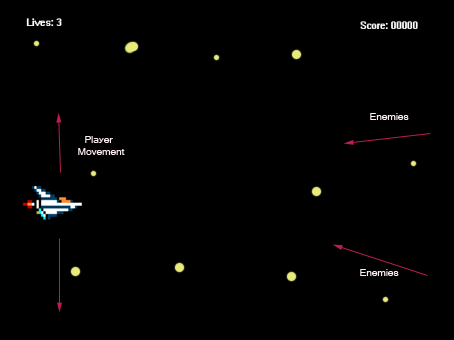 Lives: 3
Score: 00000
Enemies
Player
Movement
Enemies